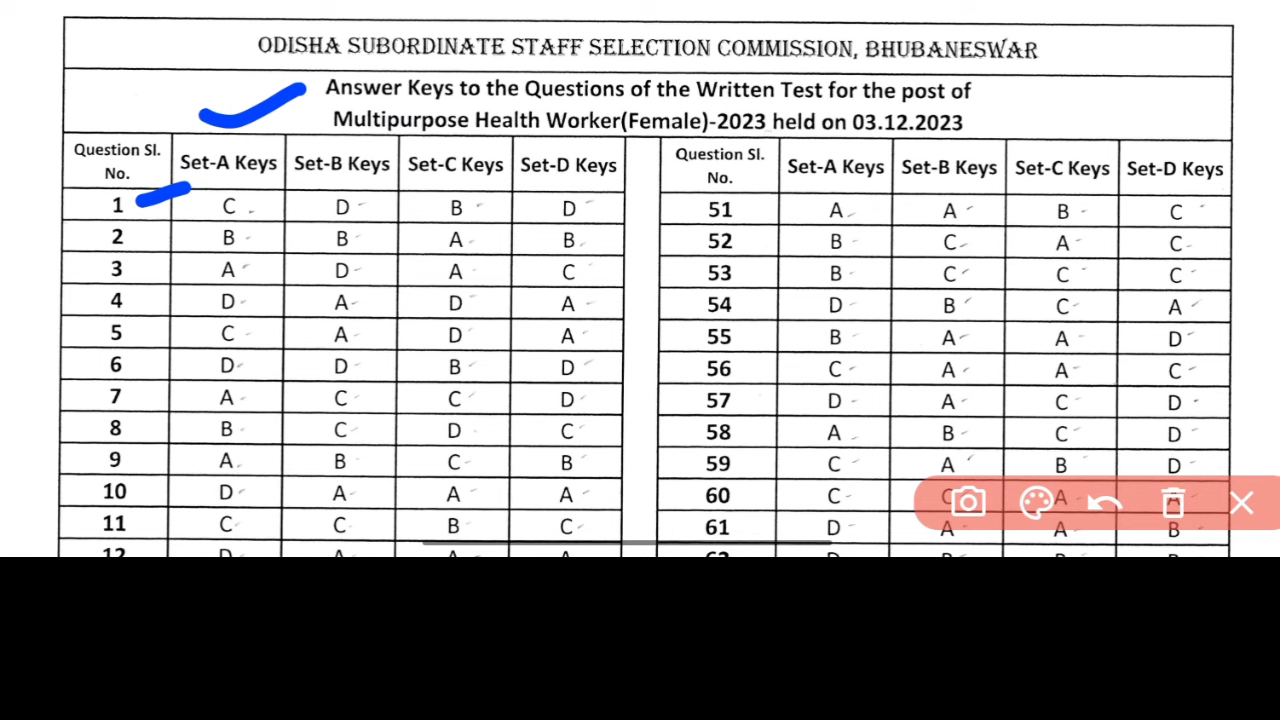 ODISHA SUBORDINATE STAFF SELECTION COMMISSION, BHUBANESWAR
Answer Keys to the Questions of the Written Test for the post of
Multipurpose Health Worker(Female)-2023 held on 03.12.2023
Question Sl. No. Set-A Keys Set-B Keys Set-C Keys Set-D Keys Question Sl. No. Set-A Keys Set-B Keys Set-C Keys Set-D Keys
1 C D B D 51 A A B C
2 B B A B 52 B C A C
3 A D A C 53 B C C C
4 D A D A 54 D B C A
5 C A D A 55 B A A D
6 D D B D 56 C A A C
7 A C C D 57 D A C D
8 B C D C 58 A B C D
9 A B C B 59 C A B D
10 D A A A 60 C C A A
11 C C B C 61 D A A B
12 D A A A 62